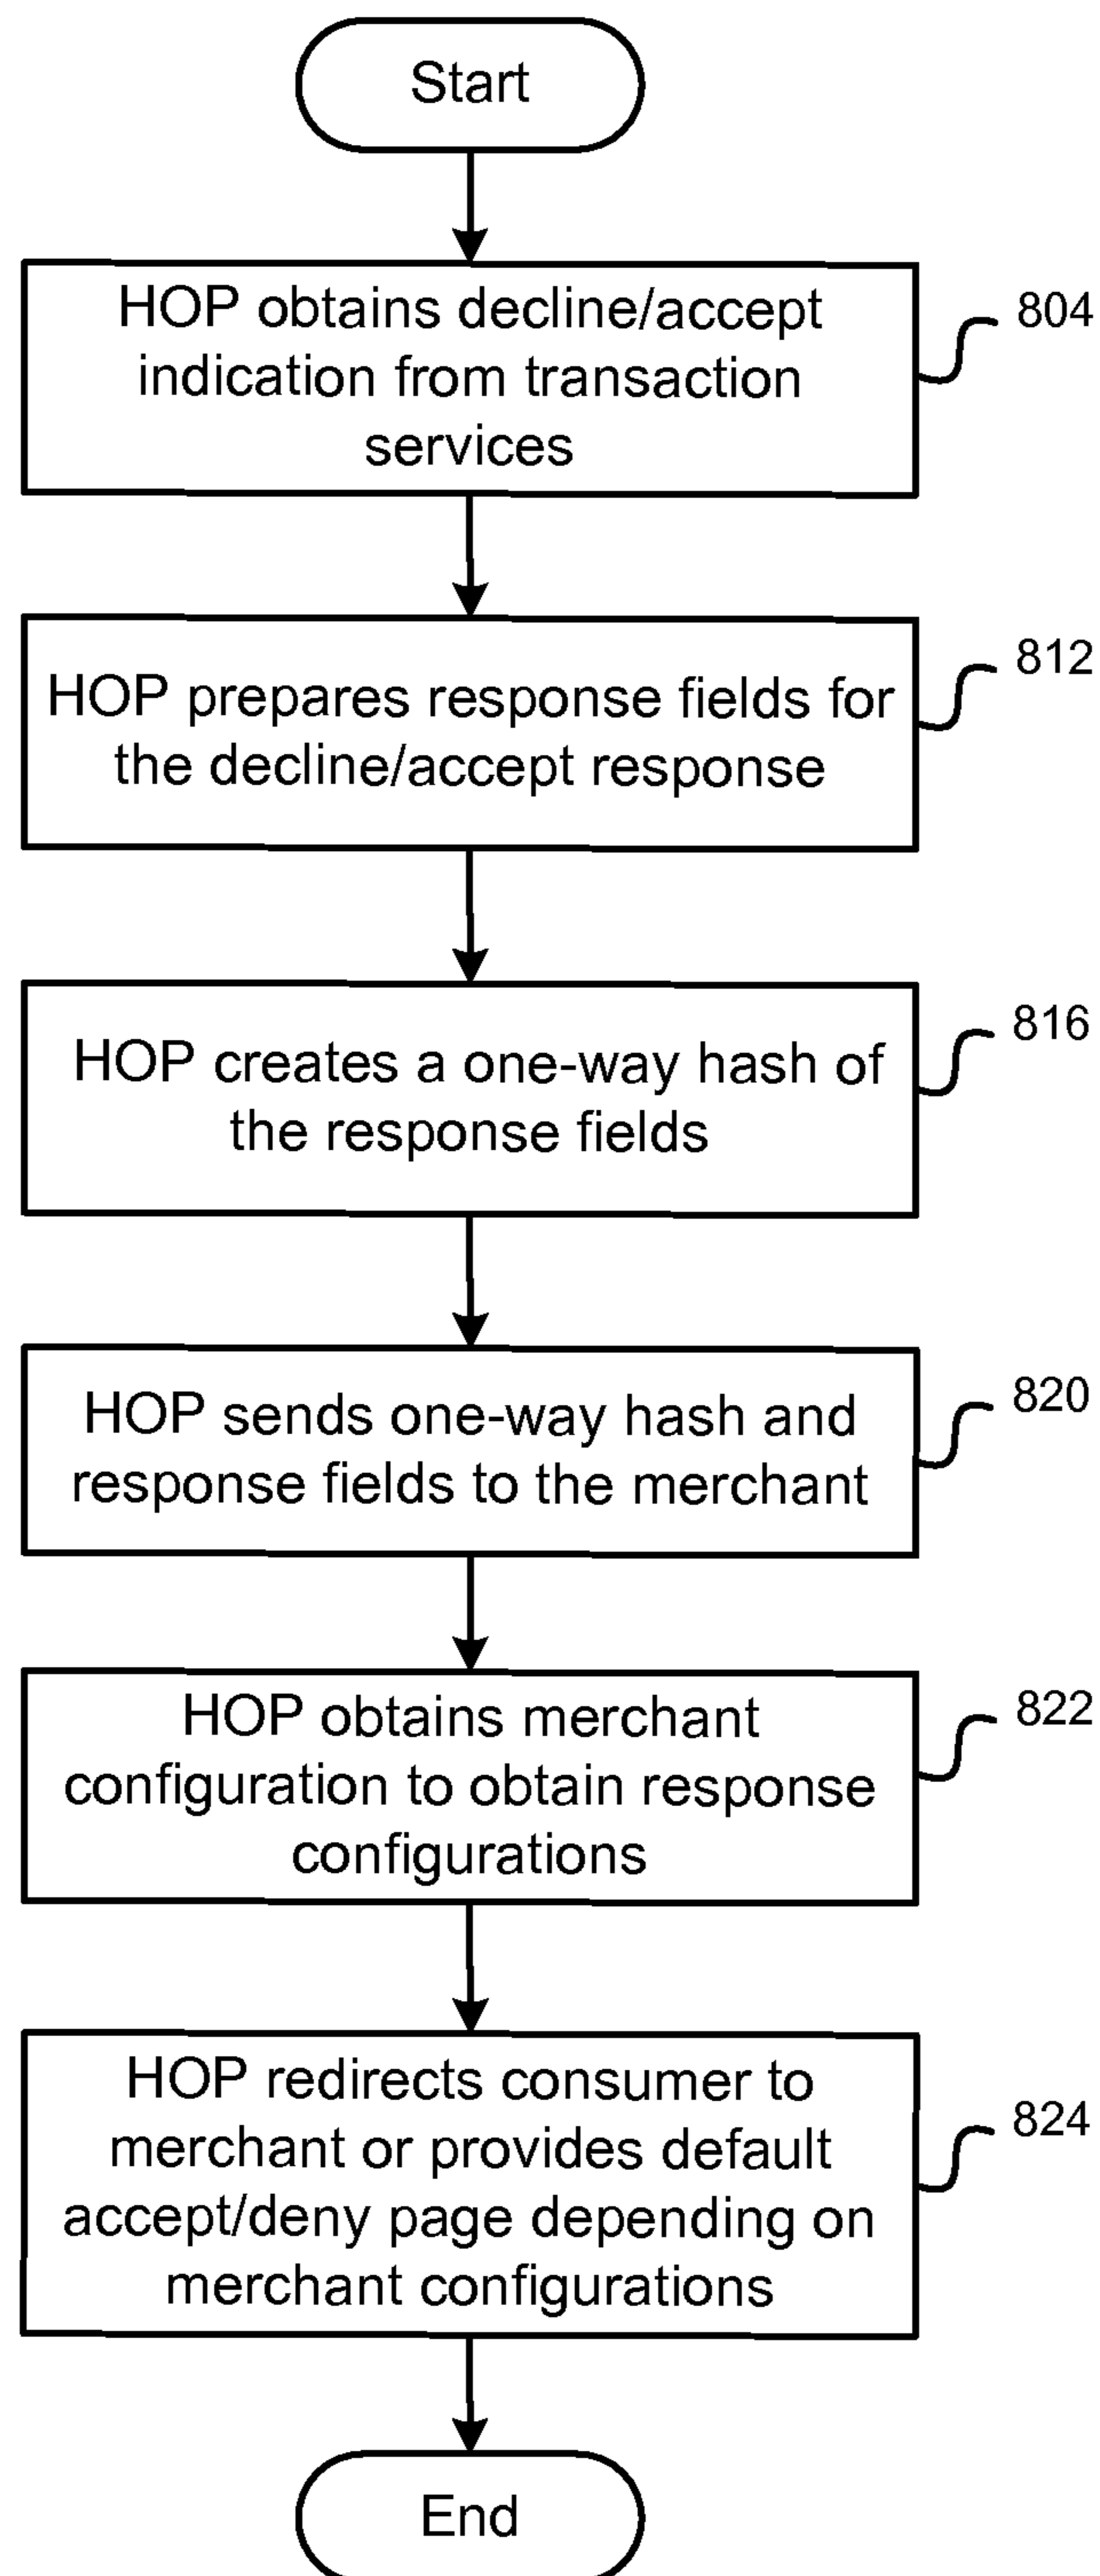 Start
HOP obtains decline/accept
indication from transaction
services
804
HOP prepares response fields for
the decline/accept response
812
HOP creates a one-way hash of
the response fields
816
HOP sends one-way hash and
response fields to the merchant
820
HOP obtains merchant
configuration to obtain response
configurations
822
HOP redirects consumer to
merchant or provides default
accept/deny page depending on
merchant configurations
824
End